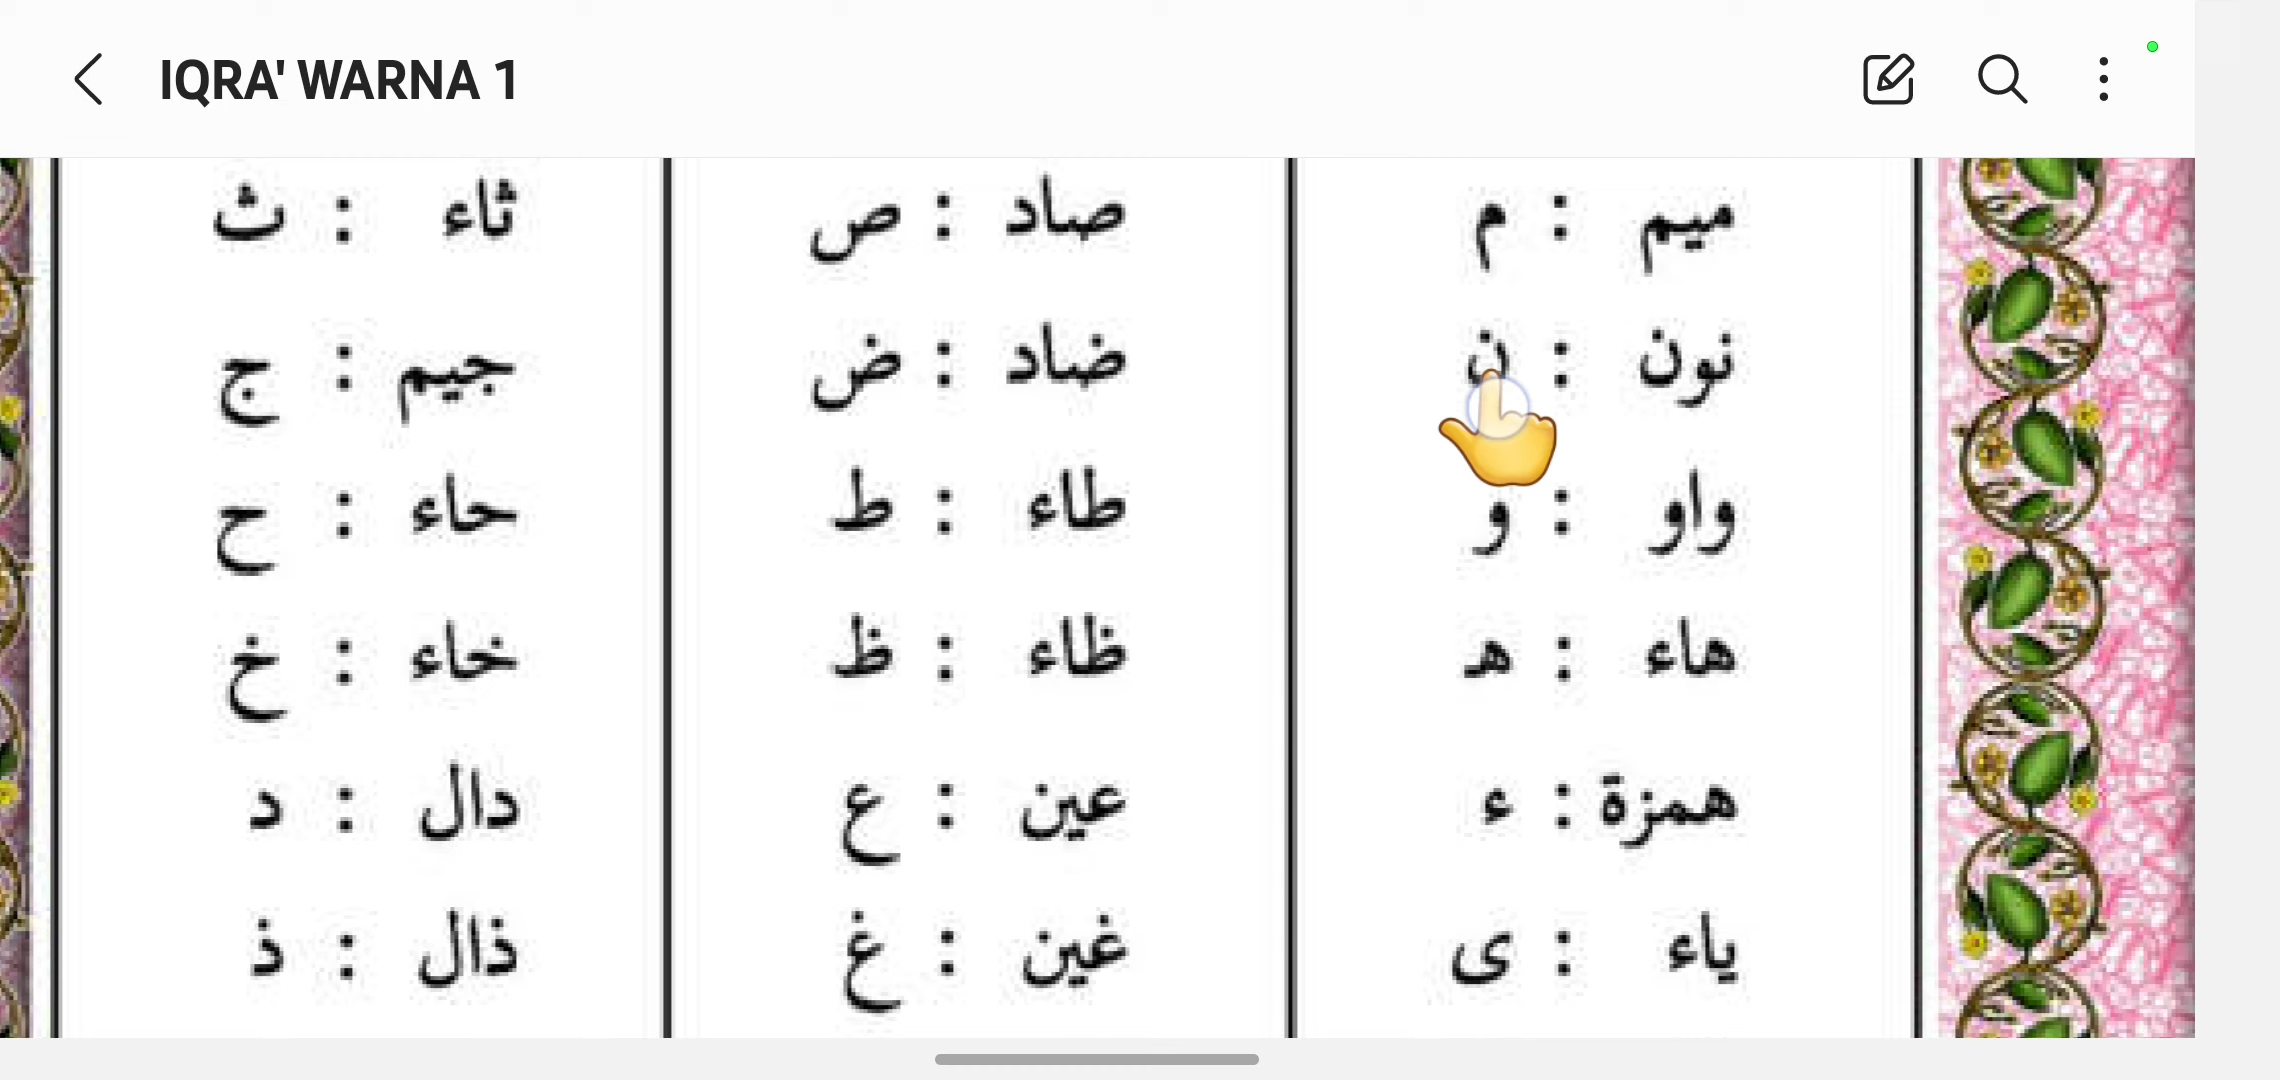 IQRA' WARNA 1
ميم : م
نون : ن
واو : و
هاء : ه
همزة : ء
ياء : ى
صاد : ص
ضاد : ض
طاء : ط
ظاء : ظ
عين : ع
غين : غ
ثاء : ث
جيم : ج
حاء : ح
خاء : خ
دال : د
ذال : ذ